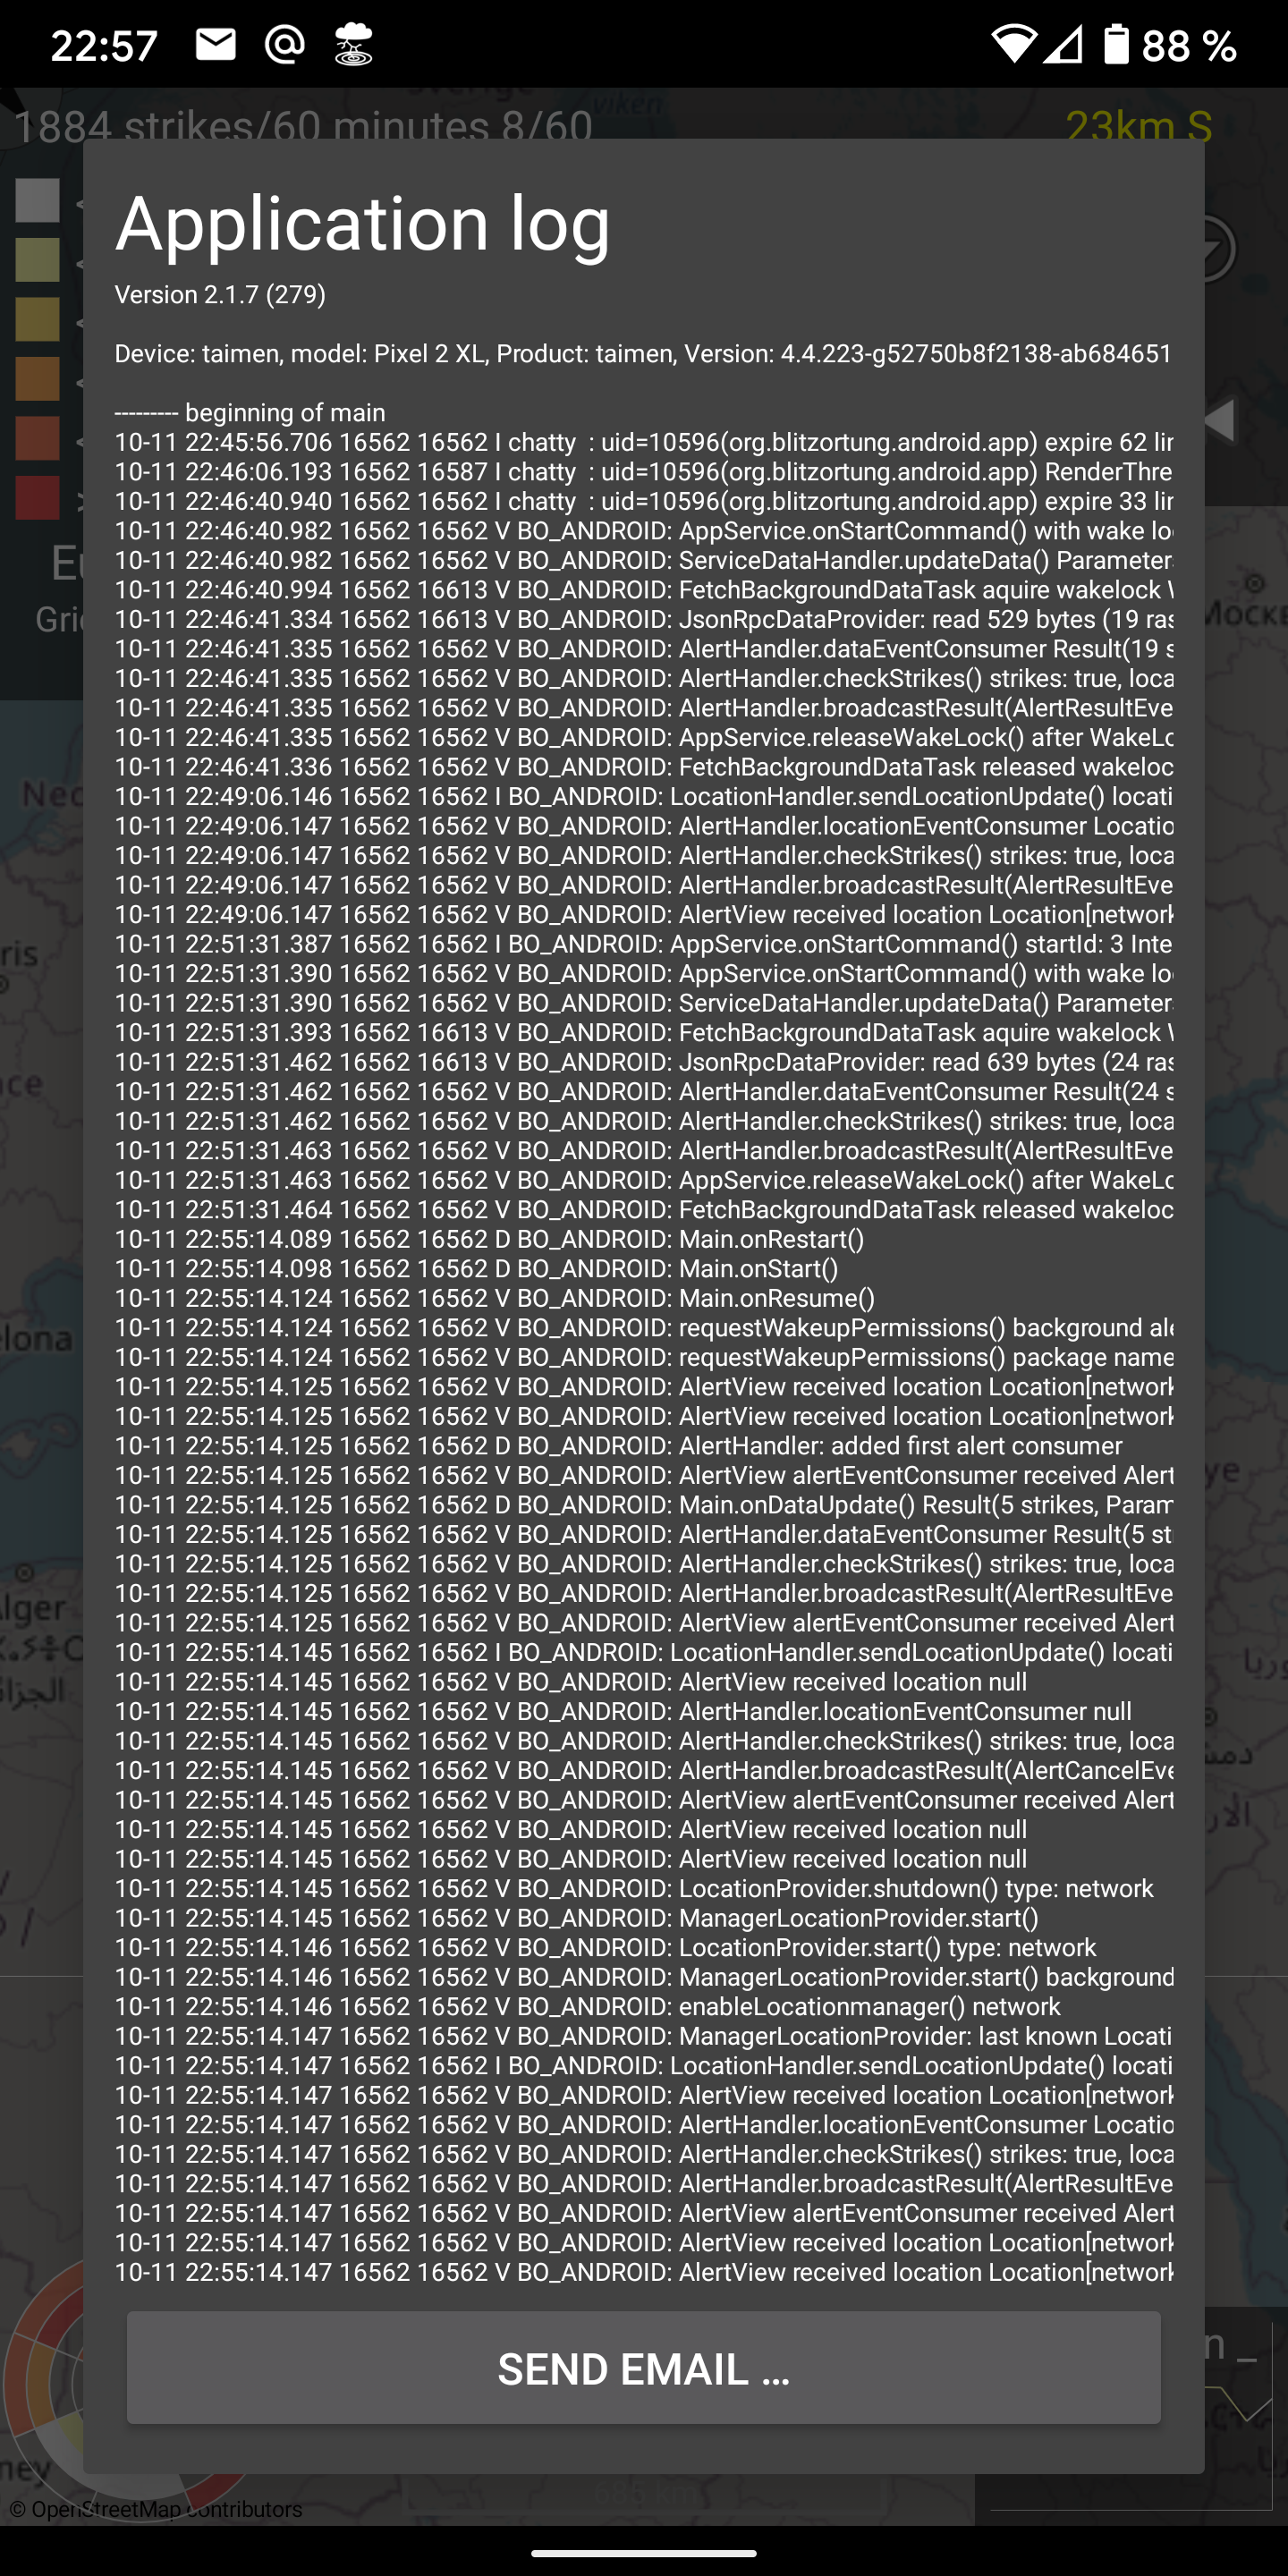 22:57 88 %
viken
1884 strikes/60 minutes 8/60 23km S
Application log
Version 2.1.7 (279)
Device: taimen, model: Pixel 2 XL, Product: taimen, Version: 4.4.223-g52750b8f2138-ab684651
--------- beginning of main
10-11 22:45:56.706 16562 16562 I chatty : uid=10596(org.blitzortung.android.app) expire 62 lin
10-11 22:46:06.193 16562 16587 I chatty : uid=10596(org.blitzortung.android.app) RenderThre
10-11 22:46:40.940 16562 16562 I chatty : uid=10596(org.blitzortung.android.app) expire 33 lin
10-11 22:46:40.982 16562 16562 V BO_ANDROID: AppService.onStartCommand() with wake lo
10-11 22:46:40.982 16562 16562 V BO_ANDROID: ServiceDataHandler.updateData() Parameter
10-11 22:46:40.994 16562 16613 V BO_ANDROID: FetchBackgroundDataTask aquire wakelock W
10-11 22:46:41.334 16562 16613 V BO_ANDROID: JsonRpcDataProvider: read 529 bytes (19 ras
10-11 22:46:41.335 16562 16562 V BO_ANDROID: AlertHandler.dataEventConsumer Result(19 s
10-11 22:46:41.335 16562 16562 V BO_ANDROID: AlertHandler.checkStrikes() strikes: true, loca
10-11 22:46:41.335 16562 16562 V BO_ANDROID: AlertHandler.broadcastResult(AlertResultEve
10-11 22:46:41.335 16562 16562 V BO_ANDROID: AppService.releaseWakeLock() after WakeLo
10-11 22:46:41.336 16562 16562 V BO_ANDROID: FetchBackgroundDataTask released wakeloc
10-11 22:49:06.146 16562 16562 I BO_ANDROID: LocationHandler.sendLocationUpdate() locati
10-11 22:49:06.147 16562 16562 V BO_ANDROID: AlertHandler.locationEventConsumer Locatio
10-11 22:49:06.147 16562 16562 V BO_ANDROID: AlertHandler.checkStrikes() strikes: true, loca
10-11 22:49:06.147 16562 16562 V BO_ANDROID: AlertHandler.broadcastResult(AlertResultEve
10-11 22:49:06.147 16562 16562 V BO_ANDROID: AlertView received location Location[network
10-11 22:51:31.387 16562 16562 I BO_ANDROID: AppService.onStartCommand() startId: 3 Inte
10-11 22:51:31.390 16562 16562 V BO_ANDROID: AppService.onStartCommand() with wake lo
10-11 22:51:31.390 16562 16562 V BO_ANDROID: ServiceDataHandler.updateData() Parameter
10-11 22:51:31.393 16562 16613 V BO_ANDROID: FetchBackgroundDataTask aquire wakelock W
10-11 22:51:31.462 16562 16613 V BO_ANDROID: JsonRpcDataProvider: read 639 bytes (24 ras
10-11 22:51:31.462 16562 16562 V BO_ANDROID: AlertHandler.dataEventConsumer Result(24 s
10-11 22:51:31.462 16562 16562 V BO_ANDROID: AlertHandler.checkStrikes() strikes: true, loca
10-11 22:51:31.463 16562 16562 V BO_ANDROID: AlertHandler.broadcastResult(AlertResultEve
10-11 22:51:31.463 16562 16562 V BO_ANDROID: AppService.releaseWakeLock() after WakeLo
10-11 22:51:31.464 16562 16562 V BO_ANDROID: FetchBackgroundDataTask released wakeloc
10-11 22:55:14.089 16562 16562 D BO_ANDROID: Main.onRestart()
10-11 22:55:14.098 16562 16562 D BO_ANDROID: Main.onStart()
10-11 22:55:14.124 16562 16562 V BO_ANDROID: Main.onResume()
10-11 22:55:14.124 16562 16562 V BO_ANDROID: requestWakeupPermissions() background ale
10-11 22:55:14.124 16562 16562 V BO_ANDROID: requestWakeupPermissions() package name
10-11 22:55:14.125 16562 16562 V BO_ANDROID: AlertView received location Location[network
10-11 22:55:14.125 16562 16562 V BO_ANDROID: AlertView received location Location[network
10-11 22:55:14.125 16562 16562 D BO_ANDROID: AlertHandler: added first alert consumer
10-11 22:55:14.125 16562 16562 V BO_ANDROID: AlertView alertEventConsumer received Alert
10-11 22:55:14.125 16562 16562 D BO_ANDROID: Main.onDataUpdate() Result(5 strikes, Param
10-11 22:55:14.125 16562 16562 V BO_ANDROID: AlertHandler.dataEventConsumer Result(5 st
10-11 22:55:14.125 16562 16562 V BO_ANDROID: AlertHandler.checkStrikes() strikes: true, loca
10-11 22:55:14.125 16562 16562 V BO_ANDROID: AlertHandler.broadcastResult(AlertResultEve
10-11 22:55:14.125 16562 16562 V BO_ANDROID: AlertView alertEventConsumer received Alert
10-11 22:55:14.145 16562 16562 I BO_ANDROID: LocationHandler.sendLocationUpdate() locati
10-11 22:55:14.145 16562 16562 V BO_ANDROID: AlertView received location null
10-11 22:55:14.145 16562 16562 V BO_ANDROID: AlertHandler.locationEventConsumer null
10-11 22:55:14.145 16562 16562 V BO_ANDROID: AlertHandler.checkStrikes() strikes: true, loca
10-11 22:55:14.145 16562 16562 V BO_ANDROID: AlertHandler.broadcastResult(AlertCancelEve
10-11 22:55:14.145 16562 16562 V BO_ANDROID: AlertView alertEventConsumer received Alert
10-11 22:55:14.145 16562 16562 V BO_ANDROID: AlertView received location null
10-11 22:55:14.145 16562 16562 V BO_ANDROID: AlertView received location null
10-11 22:55:14.145 16562 16562 V BO_ANDROID: LocationProvider.shutdown() type: network
10-11 22:55:14.145 16562 16562 V BO_ANDROID: ManagerLocationProvider.start()
10-11 22:55:14.146 16562 16562 V BO_ANDROID: LocationProvider.start() type: network
10-11 22:55:14.146 16562 16562 V BO_ANDROID: ManagerLocationProvider.start() background
10-11 22:55:14.146 16562 16562 V BO_ANDROID: enableLocationmanager() network
10-11 22:55:14.147 16562 16562 V BO_ANDROID: ManagerLocationProvider: last known Locati
10-11 22:55:14.147 16562 16562 I BO_ANDROID: LocationHandler.sendLocationUpdate() locati
10-11 22:55:14.147 16562 16562 V BO_ANDROID: AlertView received location Location[network
10-11 22:55:14.147 16562 16562 V BO_ANDROID: AlertHandler.locationEventConsumer Locatio
10-11 22:55:14.147 16562 16562 V BO_ANDROID: AlertHandler.checkStrikes() strikes: true, loca
10-11 22:55:14.147 16562 16562 V BO_ANDROID: AlertHandler.broadcastResult(AlertResultEve
10-11 22:55:14.147 16562 16562 V BO_ANDROID: AlertView alertEventConsumer received Alert
10-11 22:55:14.147 16562 16562 V BO_ANDROID: AlertView received location Location[network
10-11 22:55:14.147 16562 16562 V BO_ANDROID: AlertView received location Location[network
SEND EMAIL ...
© OpenStreetMap contributors